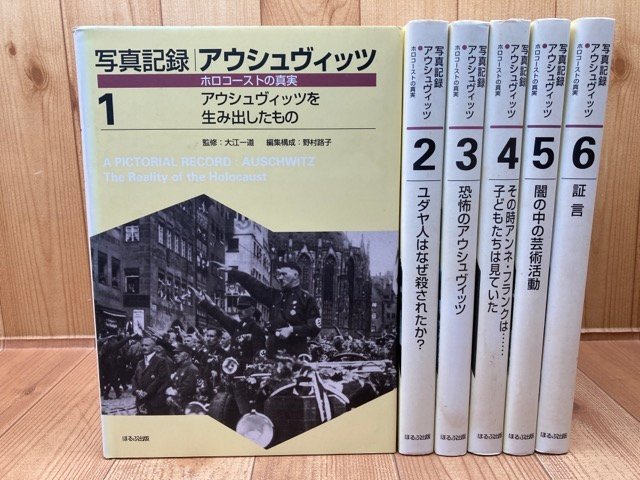 写真記録 アウシュヴィッツ
ホロコーストの真実
1
アウシュヴィッツを
生み出したもの
監修:大江一道 編集構成:野村路子
A PICTORIAL RECORD : AUSCHWITZ
The Reality of the Holocaust
ほるぷ出版
写真記録
アウシュヴィッツ
●ホロコーストの真実
2
ユダヤ人はなぜ殺されたか?
ほるぷ出版
写真記録
アウシュヴィッツ
●ホロコーストの真実
3
恐怖のアウシュヴィッツ
ほるぷ出版
写真記録
アウシュヴィッツ
●ホロコーストの真実
4
その時アンネ・フランクは……
子どもたちは見ていた
ほるぷ出版
写真記録
アウシュヴィッツ
●ホロコーストの真実
5
闇の中の芸術活動
ほるぷ出版
写真記録
アウシュヴィッツ
●ホロコーストの真実
6
証言
ほるぷ出版